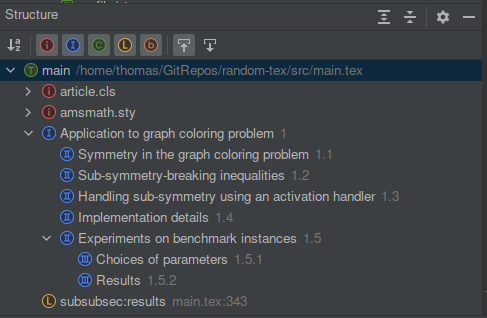 Structure
main /home/thomas/GitRepos/random-tex/src/main.tex
article.cls
amsmath.sty
Application to graph coloring problem 1
Symmetry in the graph coloring problem 1.1
Sub-symmetry-breaking inequalities 1.2
Handling sub-symmetry using an activation handler 1.3
Implementation details 1.4
Experiments on benchmark instances 1.5
Choices of parameters 1.5.1
Results 1.5.2
subsubsec:results main.tex:343